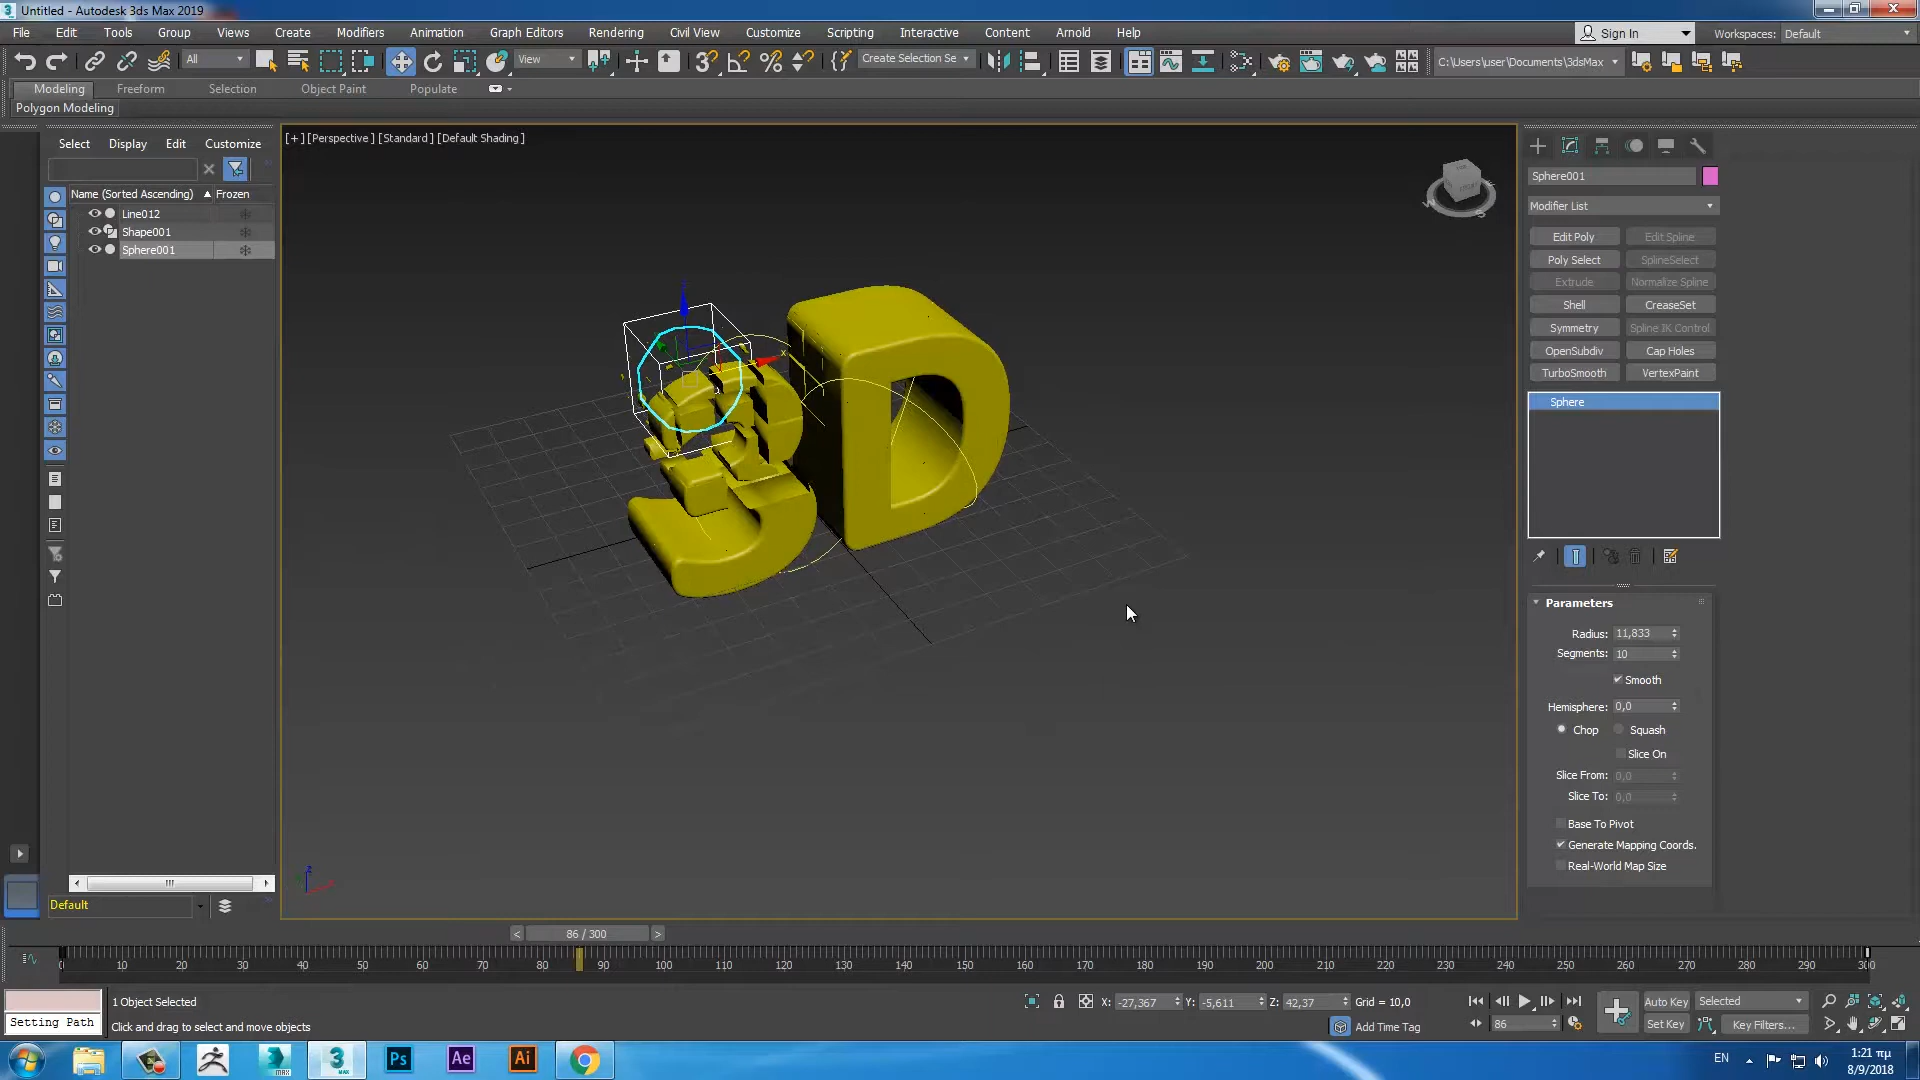 Untitled - Autodesk 3ds Max 2019
File Edit Tools Group Views Create Modifiers Animation Graph Editors Rendering Civil View Customize Scripting Interactive Content Arnold Help
Sign In
Workspaces: Default
All
View
Create Selection Se
C:\Users\user\Documents\3dsMax
Modeling Freeform Selection Object Paint Populate
Polygon Modeling
Select Display Edit Customize
Name (Sorted Ascending) Frozen
Line012
Shape001
Sphere001
[+] [Perspective] [Standard] [Default Shading]
3D
Sphere001
Modifier List
Edit Poly Edit Spline
Poly Select SplineSelect
Extrude Normalize Spline
Shell CreaseSet
Symmetry Spline IK Control
OpenSubdiv Cap Holes
TurboSmooth VertexPaint
Sphere
Parameters
Radius: 11,833
Segments: 10
Smooth
Hemisphere: 0,0
Chop Squash
Slice On
Slice From: 0,0
Slice To: 0,0
Base To Pivot
Generate Mapping Coords.
Real-World Map Size
Default
< 86 / 300 >
0 10 20 30 40 50 60 70 80 90 100 110 120 130 140 150 160 170 180 190 200 210 220 230 240 250 260 270 280 290 300
1 Object Selected
X: -27,367 Y: -5,611 Z: 42,37 Grid = 10,0
Auto Key Selected
Setting Path
Click and drag to select and move objects
Add Time Tag
86
Set Key Key Filters...
Ps Ae Ai
EN
1:21 πμ
8/9/2018